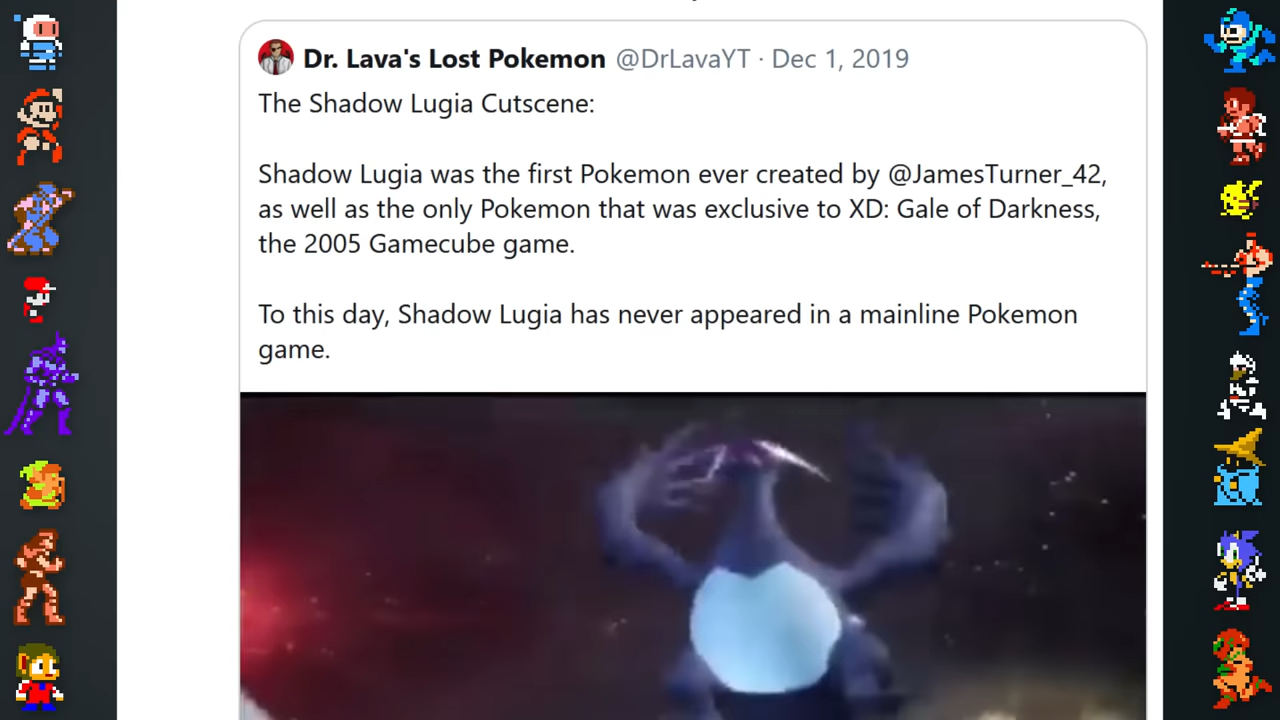 Dr. Lava's Lost Pokemon @DrLavaYT · Dec 1, 2019
The Shadow Lugia Cutscene:
Shadow Lugia was the first Pokemon ever created by @JamesTurner_42,
as well as the only Pokemon that was exclusive to XD: Gale of Darkness,
the 2005 Gamecube game.
To this day, Shadow Lugia has never appeared in a mainline Pokemon
game.